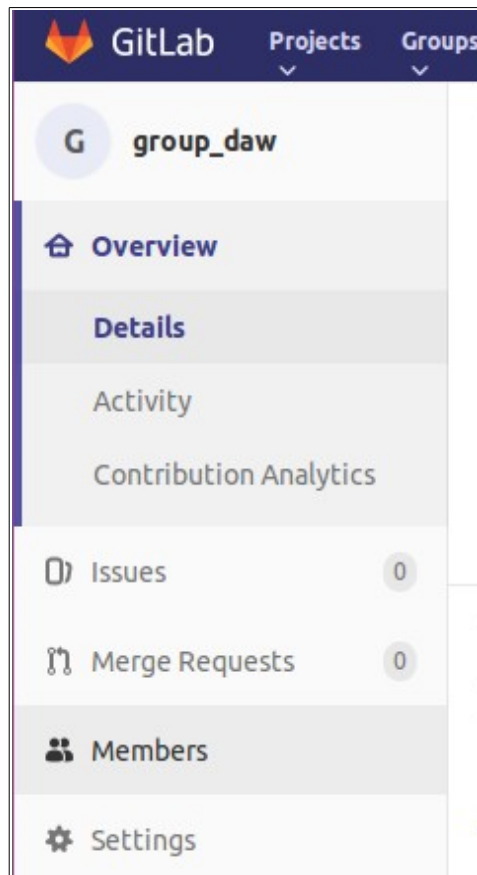 GitLab Projects Groups
G group_daw
Overview
Details
Activity
Contribution Analytics
Issues 0
Merge Requests 0
Members
Settings